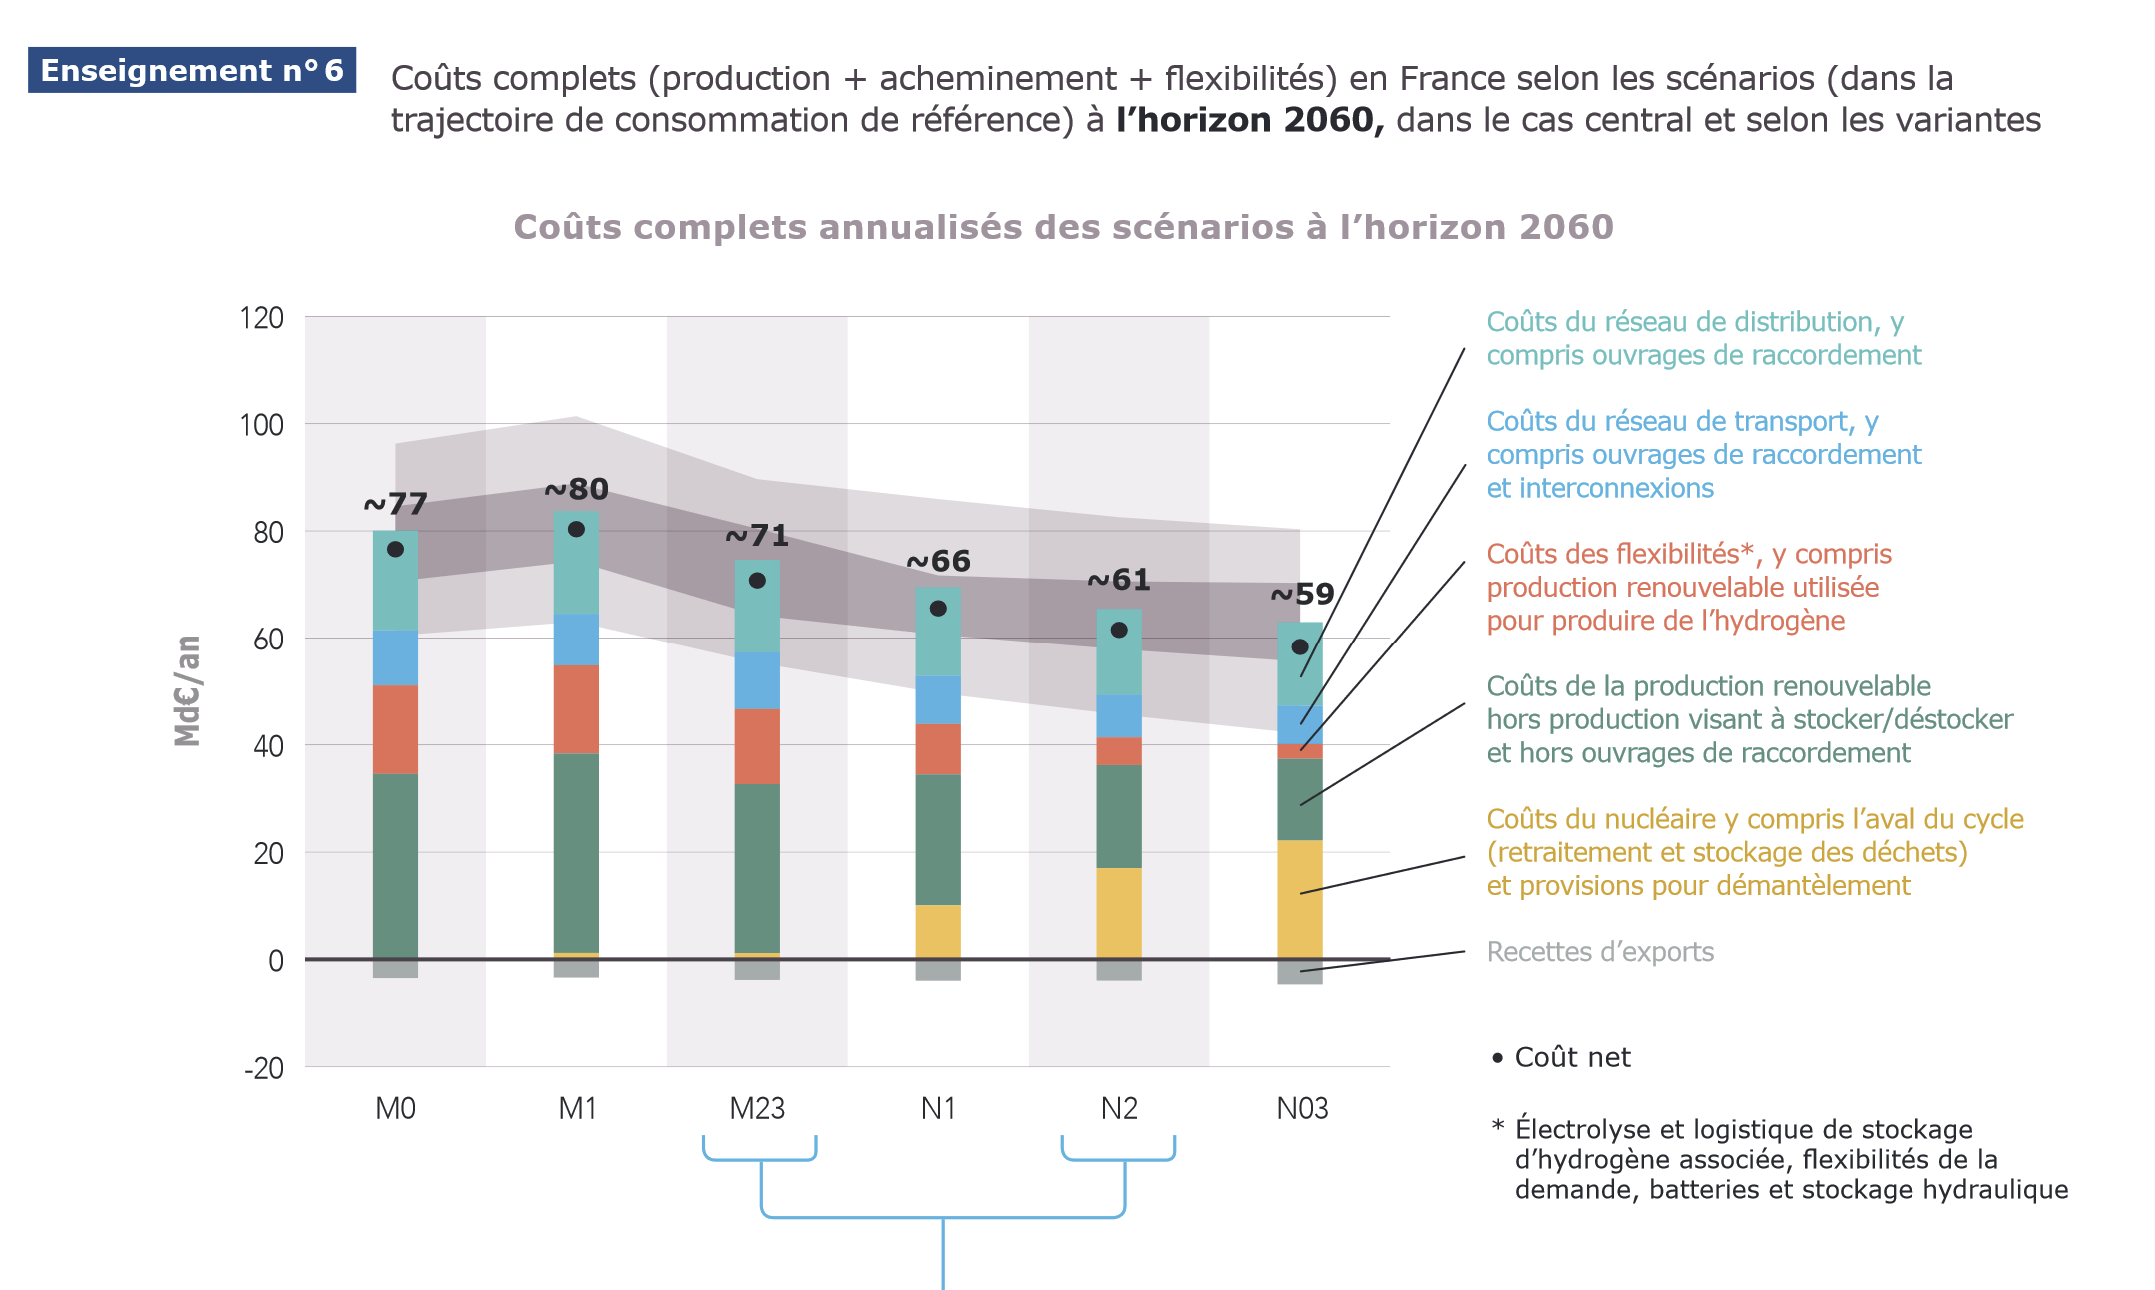 Enseignement n° 6
Coûts complets (production + acheminement + flexibilités) en France selon les scénarios (dans la
trajectoire de consommation de référence) à l’horizon 2060, dans le cas central et selon les variantes
Coûts complets annualisés des scénarios à l’horizon 2060
Md€/an
120
100
80
60
40
20
0
-20
~77
~80
~71
~66
~61
~59
M0
M1
M23
N1
N2
N03
Coûts du réseau de distribution, y
compris ouvrages de raccordement
Coûts du réseau de transport, y
compris ouvrages de raccordement
et interconnexions
Coûts des flexibilités*, y compris
production renouvelable utilisée
pour produire de l’hydrogène
Coûts de la production renouvelable
hors production visant à stocker/déstocker
et hors ouvrages de raccordement
Coûts du nucléaire y compris l’aval du cycle
(retraitement et stockage des déchets)
et provisions pour démantèlement
Recettes d’exports
• Coût net
* Électrolyse et logistique de stockage
d’hydrogène associée, flexibilités de la
demande, batteries et stockage hydraulique